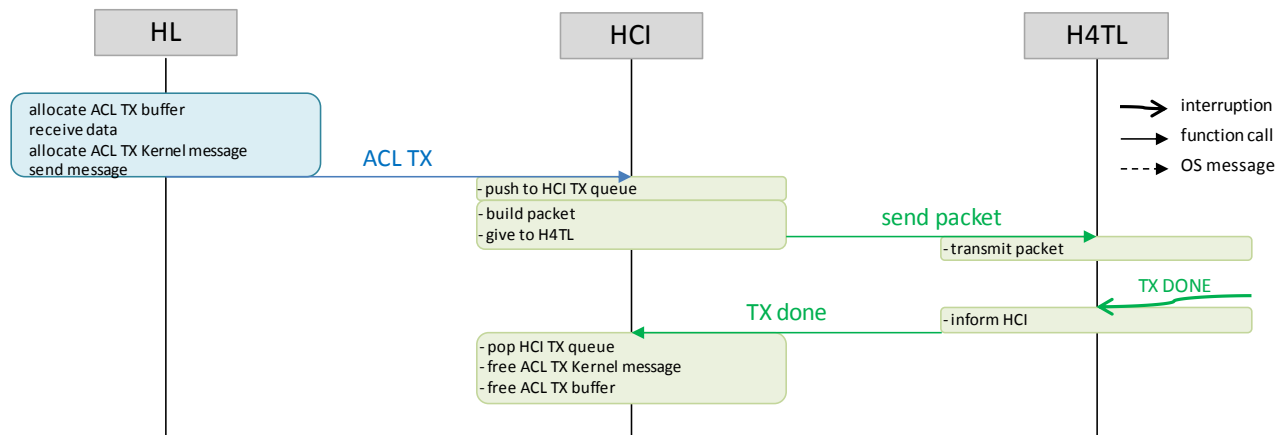 HL
HCI
H4TL
allocate ACL TX buffer
receive data
allocate ACL TX Kernel message
send message
interruption
function call
OS message
ACL TX
- push to HCI TX queue
- build packet
- give to H4TL
send packet
- transmit packet
TX DONE
- inform HCI
TX done
- pop HCI TX queue
- free ACL TX Kernel message
- free ACL TX buffer